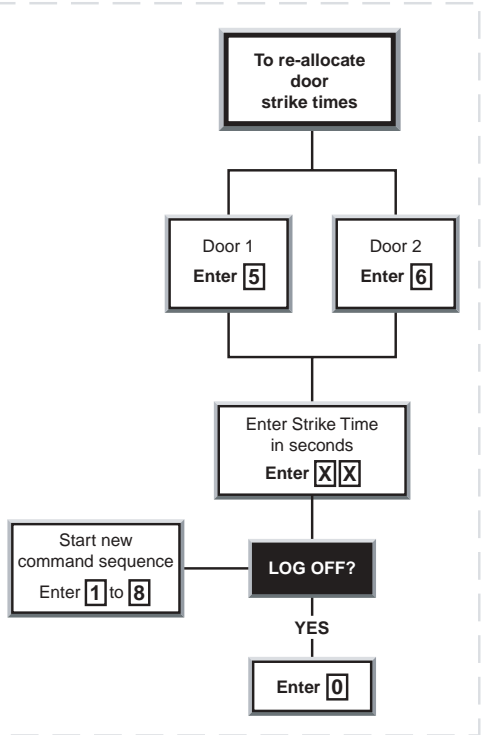 To re-allocate
door
strike times
Door 1
Enter 5
Door 2
Enter 6
Enter Strike Time
in seconds
Enter X X
Start new
command sequence
Enter 1 to 8
LOG OFF?
YES
Enter 0